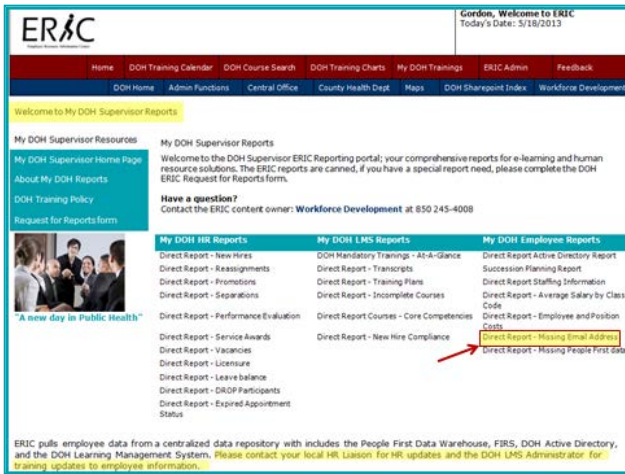 ERIC
Gordon, Welcome to ERIC
Today's Date: 5/18/2013
Home DOH Training Calendar DOH Course Search DOH Training Charts My DOH Trainings ERIC Admin Feedback
DOH Home Admin Functions Central Office County Health Dept Maps DOH Sharepoint Index Workforce Development
Welcome to My DOH Supervisor Reports
My DOH Supervisor Resources
My DOH Supervisor Home Page
About My DOH Reports
DOH Training Policy
Request for Reports form
"A new day in Public Health"
My DOH Supervisor Reports
Welcome to the DOH Supervisor ERIC Reporting portal; your comprehensive reports for e-learning and human
resource solutions. The ERIC reports are canned, if you have a special report need, please complete the DOH
ERIC Request for Reports form.
Have a question?
Contact the ERIC content owner: Workforce Development at 850 245-4008
My DOH HR Reports
Direct Report - New Hires
Direct Report - Reassignments
Direct Report - Promotions
Direct Report - Separations
Direct Report - Performance Evaluation
Direct Report - Service Awards
Direct Report - Vacancies
Direct Report - Licensure
Direct Report - Leave balance
Direct Report - DROP Participants
Direct Report - Expired Appointment
Status
My DOH LMS Reports
DOH Mandatory Trainings - At-A-Glance
Direct Report - Transcripts
Direct Report - Training Plans
Direct Report - Incomplete Courses
Direct Report Courses - Core Competencies
Direct Report - New Hire Compliance
My DOH Employee Reports
Direct Report Active Directory Report
Succession Planning Report
Direct Report Staffing Information
Direct Report - Average Salary by Class
Code
Direct Report - Employee and Position
Costs
Direct Report - Missing Email Address
Direct Report - Missing People First data
ERIC pulls employee data from a centralized data repository with includes the People First Data Warehouse, FIRS, DOH Active Directory,
and the DOH Learning Management System. Please contact your local HR Liaison for HR updates and the DOH LMS Administrator for
training updates to employee information.